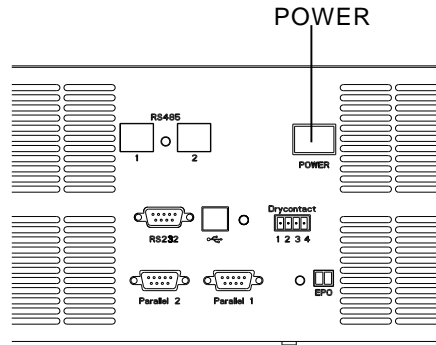 POWER
RS485
1
2
POWER
RS232
Drycontact
1 2 3 4
Parallel 2
Parallel 1
EPO